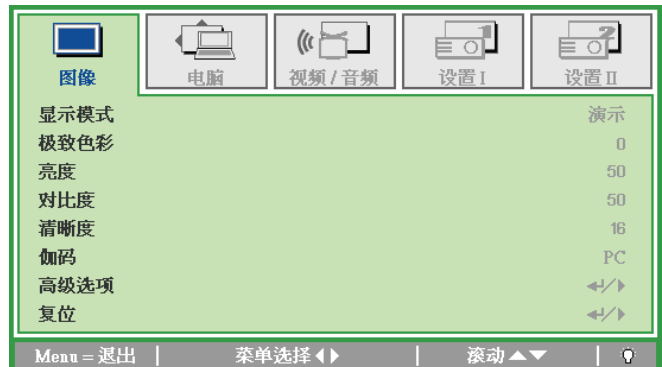 图像 电脑 视频 / 音频 设置 I 设置 II
显示模式 演示
极致色彩 0
亮度 50
对比度 50
清晰度 16
伽码 PC
高级选项
复位
Menu = 退出 菜单选择 滚动